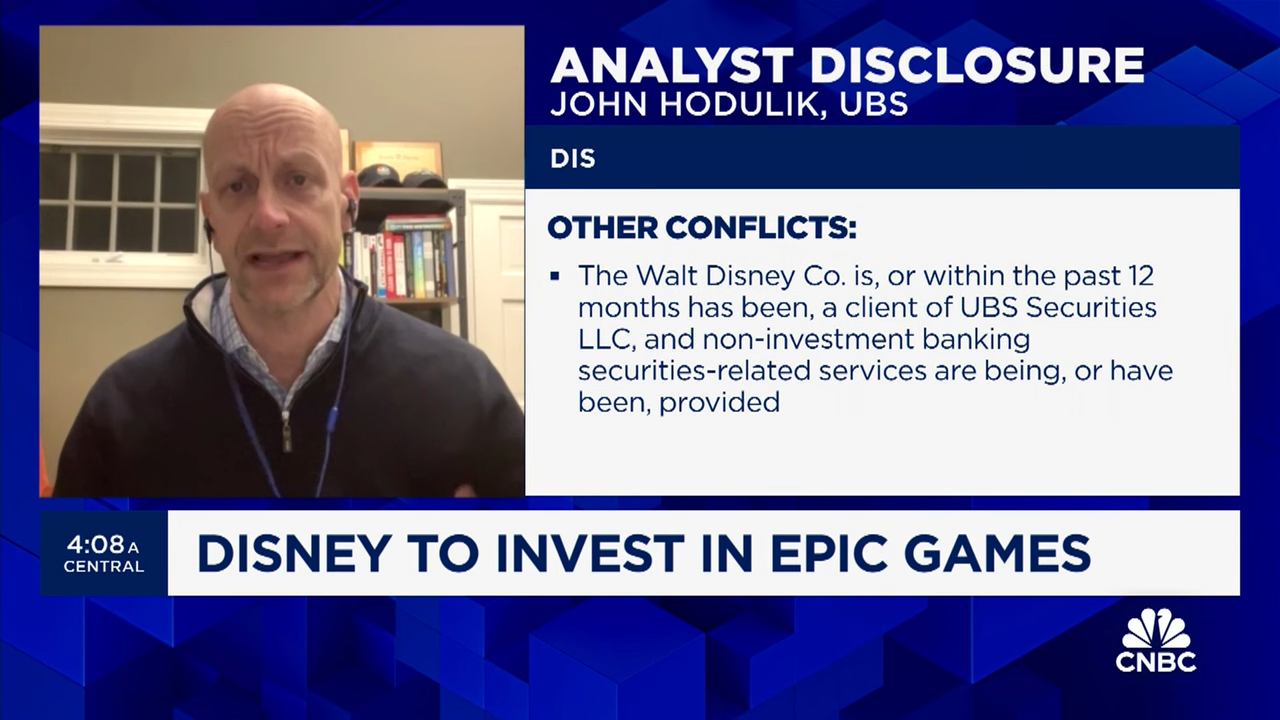 ANALYST DISCLOSURE
JOHN HODULIK, UBS
DIS
OTHER CONFLICTS:
▪ The Walt Disney Co. is, or within the past 12
months has been, a client of UBS Securities
LLC, and non-investment banking
securities-related services are being, or have
been, provided
4:08 A
CENTRAL
DISNEY TO INVEST IN EPIC GAMES
CNBC